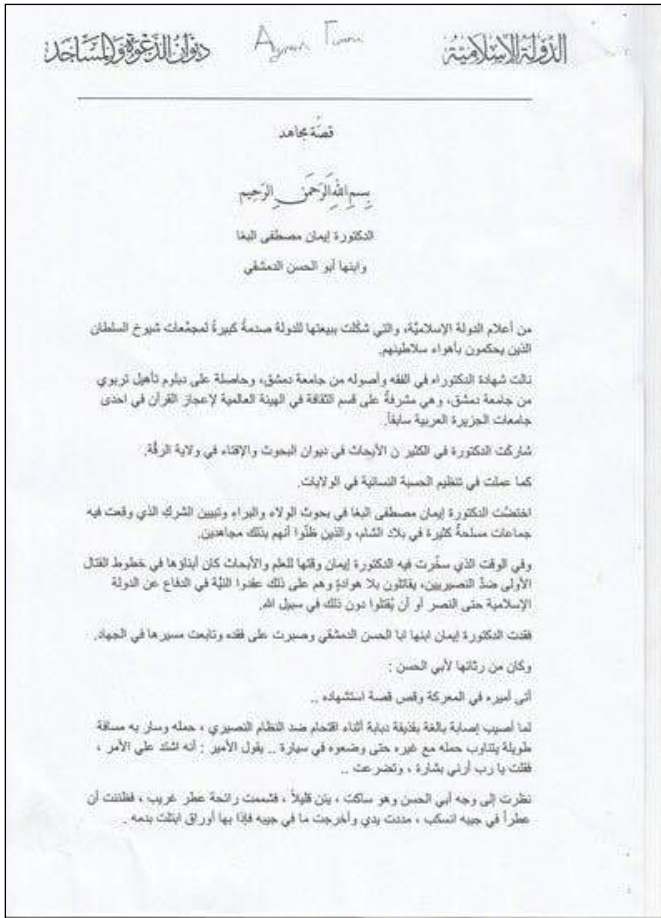 الدولة الإسلامية
ديوان الدعوة والمساجد
قصة مجاهد
بسم الله الرحمن الرحيم
الدكتورة إيمان مصطفى البغا
وابنها أبو الحسن الدمشقي
من أعلام الدولة الإسلاميَّة، والتي شكَّلت ببيعتها للدولة صدمةً كبيرةً لمجمَّعات شيوخ السلطان
الذين يحكمون بأهواء سلاطينهم.
نالت شهادة الدكتوراه في الفقه وأصوله من جامعة دمشق، وحاصلة على دبلوم تأهيل تربوي
من جامعة دمشق، وهي مشرفةً على قسم الثقافة في الهيئة العالمية لإعجاز القرآن في احدى
جامعات الجزيرة العربية سابقاً.
شاركت الدكتورة في الكثير ن الأبحاث في ديوان البحوث والإفتاء في ولاية الرقَّة.
كما عملت في تنظيم الحسبة النسائية في الولايات.
اختصَّت الدكتورة إيمان مصطفى البغا في بحوث الولاء والبراء وتبيين الشرك الذي وقعت فيه
جماعات مسلحةً كثيرة في بلاد الشام، والذين ظنُّوا أنهم بذلك مجاهدين.
وفي الوقت الذي سخَّرت فيه الدكتورة إيمان وقتها للعلم والأبحاث كان أبناؤها في خطوط القتال
الأولى ضدَّ النصيريين، يقاتلون بلا هوادةٍ وهم على ذلك عقدوا النيَّة في الدفاع عن الدولة
الإسلامية حتى النصر أو أن يُقتلوا دون ذلك في سبيل الله.
فقدت الدكتورة إيمان ابنها ابا الحسن الدمشقي وصبرت على فقده وتابعت مسيرها في الجهاد.
وكان من رثائها لأبي الحسن :
أتى أميره في المعركة وقص قصة استشهاده ..
لما أصيب إصابة بالغة بقذيفة دبابة أثناء اقتحام ضد النظام النصيري ، حمله وسار به مسافة
طويلة يتناوب حمله مع غيره حتى وضعوه في سيارة .. يقول الأمير : أنه اشتد علي الأمر ،
فقلت يا رب أرني بشارة ، وتضرعت ..
نظرت إلى وجه أبي الحسن وهو ساكت ، يئن قليلاً ، فشممت رائحة عطر غريب ، فظننت أن
عطراً في جيبه انسكب ، مددت يدي وأخرجت ما في جيبه فإذا بها أوراق ابتلت بدمه .